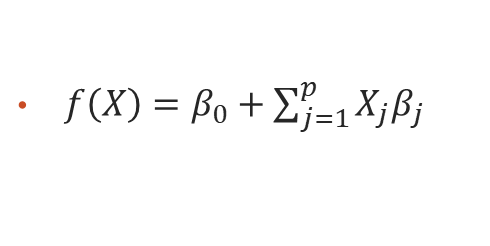 • f(X) = β₀ + ∑ⱼ₌₁ᵖ Xⱼβⱼ